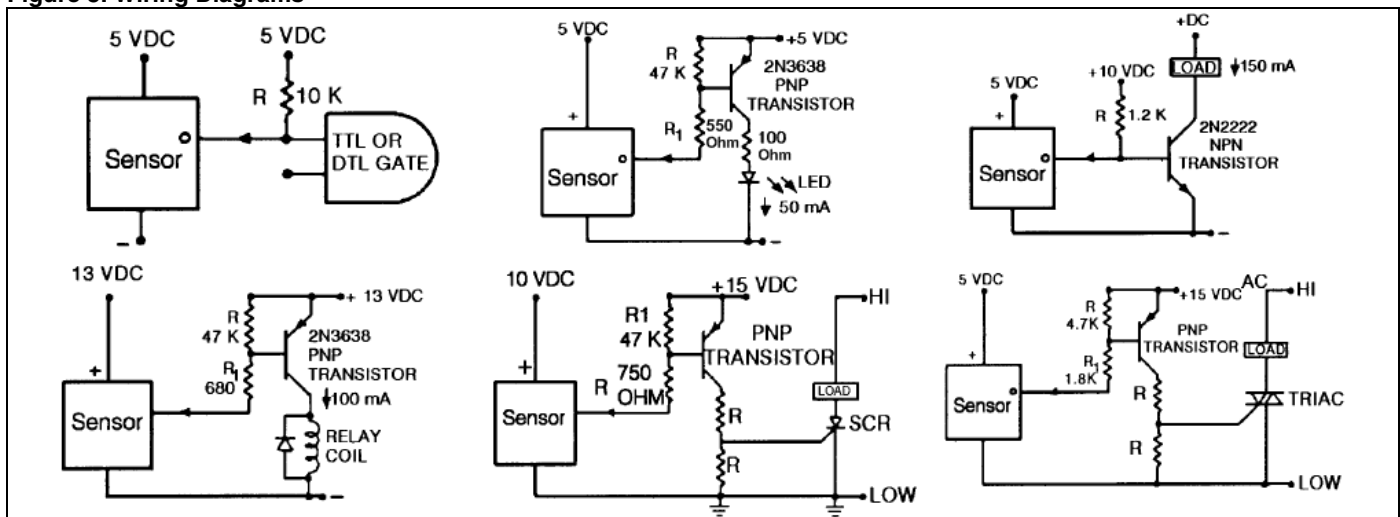 Figure 3. Wiring Diagrams
5 VDC
5 VDC
R
10 K
Sensor
TTL OR
DTL GATE
–
5 VDC
+5 VDC
R
47 K
2N3638
PNP
TRANSISTOR
+
R1
550
Ohm
100
Ohm
Sensor
LED
50 mA
–
+DC
LOAD
150 mA
5 VDC
+10 VDC
R
1.2 K
+
2N2222
NPN
TRANSISTOR
Sensor
–
13 VDC
+ 13 VDC
R
47 K
2N3638
PNP
TRANSISTOR
+
R1
680
100 mA
Sensor
RELAY
COIL
–
10 VDC
+15 VDC
HI
R1
47 K
PNP
TRANSISTOR
+
R
750
OHM
LOAD
Sensor
R
SCR
R
LOW
5 VDC
+15 VDC
AC
HI
R
4.7K
PNP
TRANSISTOR
LOAD
+
R1
1.8K
Sensor
R
TRIAC
R
LOW